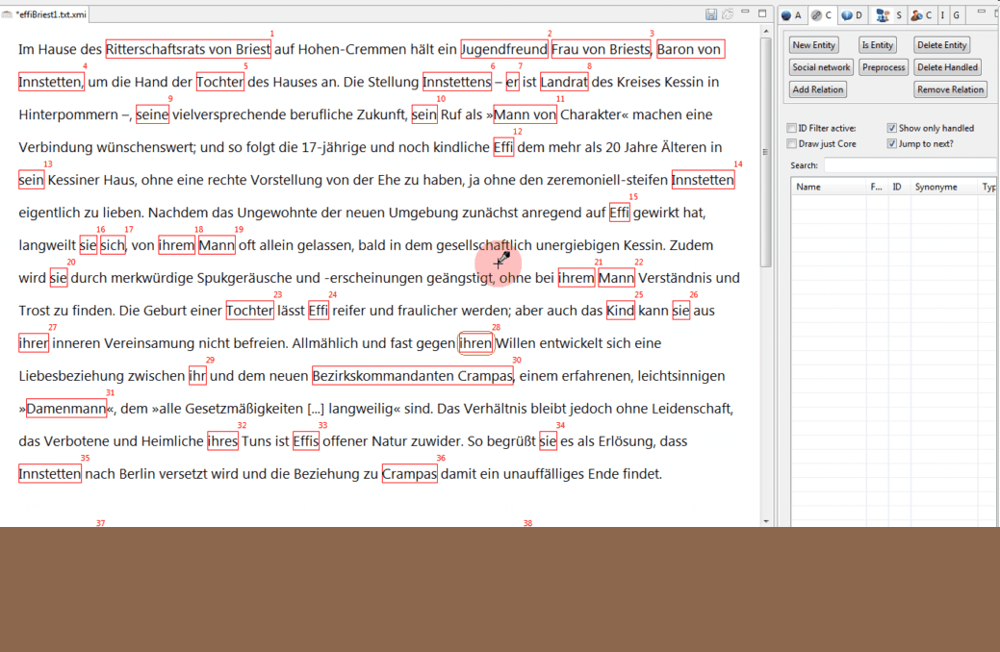 *effiBriest1.txt.xmi
A C D S C I G
1 2 3
Im Hause des Ritterschaftsrats von Briest auf Hohen-Cremmen hält ein Jugendfreund Frau von Briests, Baron von
4 5 6 7 8
Innstetten, um die Hand der Tochter des Hauses an. Die Stellung Innstettens – er ist Landrat des Kreises Kessin in
9 10 11
Hinterpommern –, seine vielversprechende berufliche Zukunft, sein Ruf als »Mann von Charakter« machen eine
12
Verbindung wünschenswert; und so folgt die 17-jährige und noch kindliche Effi dem mehr als 20 Jahre Älteren in
13 14
sein Kessiner Haus, ohne eine rechte Vorstellung von der Ehe zu haben, ja ohne den zeremoniell-steifen Innstetten
15
eigentlich zu lieben. Nachdem das Ungewohnte der neuen Umgebung zunächst anregend auf Effi gewirkt hat,
16 17 18 19
langweilt sie sich, von ihrem Mann oft allein gelassen, bald in dem gesellschaftlich unergiebigen Kessin. Zudem
20 21 22
wird sie durch merkwürdige Spukgeräusche und -erscheinungen geängstigt, ohne bei ihrem Mann Verständnis und
23 24 25 26
Trost zu finden. Die Geburt einer Tochter lässt Effi reifer und fraulicher werden; aber auch das Kind kann sie aus
27 28
ihrer inneren Vereinsamung nicht befreien. Allmählich und fast gegen ihren Willen entwickelt sich eine
29 30
Liebesbeziehung zwischen ihr und dem neuen Bezirkskommandanten Crampas, einem erfahrenen, leichtsinnigen
31
»Damenmann«, dem »alle Gesetzmäßigkeiten [...] langweilig« sind. Das Verhältnis bleibt jedoch ohne Leidenschaft,
32 33 34
das Verbotene und Heimliche ihres Tuns ist Effis offener Natur zuwider. So begrüßt sie es als Erlösung, dass
35 36
Innstetten nach Berlin versetzt wird und die Beziehung zu Crampas damit ein unauffälliges Ende findet.
37 38
New Entity Is Entity Delete Entity
Social network Preprocess Delete Handled
Add Relation Remove Relation
ID Filter active: Show only handled
Draw just Core Jump to next?
Search:
Name F... ID Synonyme Typ